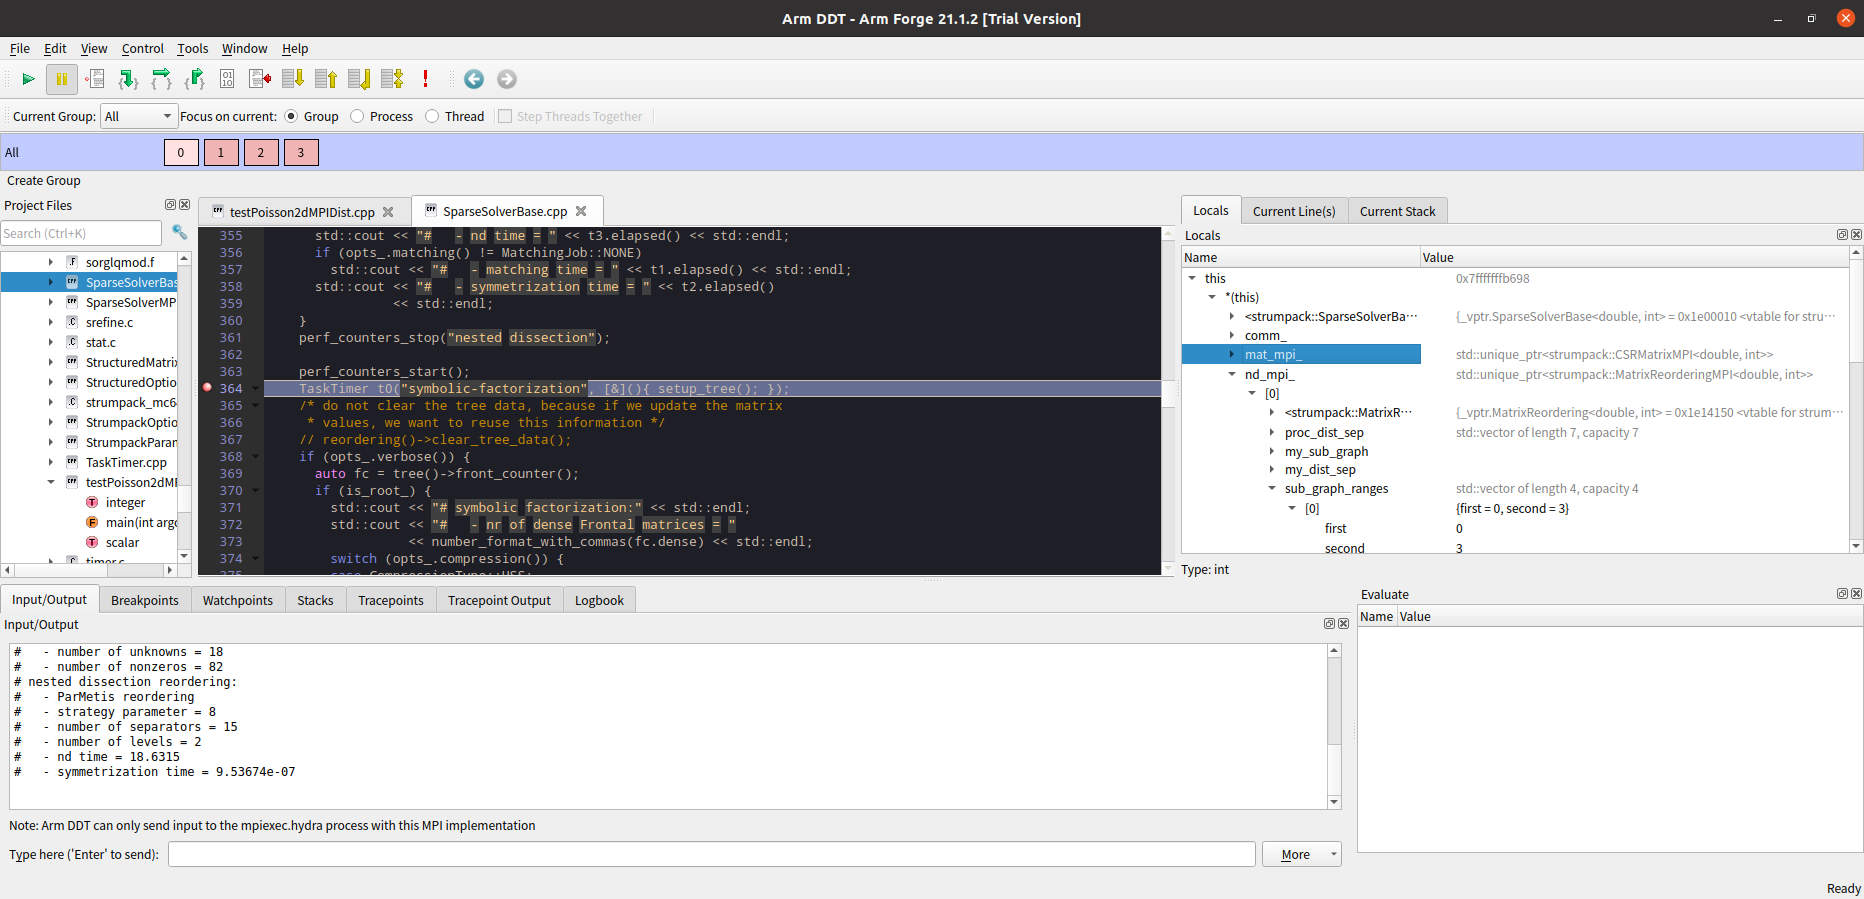 Arm DDT - Arm Forge 21.1.2 [Trial Version]
File Edit View Control Tools Window Help
01
10
Current Group: All Focus on current: Group Process Thread Step Threads Together
All 0 1 2 3
Create Group
Project Files
Search (Ctrl+K)
sorglqmod.f
SparseSolverBas
SparseSolverMP
srefine.c
stat.c
StructuredMatrix
StructuredOptio
strumpack_mc64
StrumpackOptio
StrumpackParam
TaskTimer.cpp
testPoisson2dMP
integer
main(int argc
scalar
timer.c
testPoisson2dMPIDist.cpp SparseSolverBase.cpp
355 std::cout << "#   - nd time = " << t3.elapsed() << std::endl;
356 if (opts_.matching() != MatchingJob::NONE)
357 std::cout << "#   - matching time = " << t1.elapsed() << std::endl;
358 std::cout << "#   - symmetrization time = " << t2.elapsed()
359 << std::endl;
360 }
361 perf_counters_stop("nested dissection");
362
363 perf_counters_start();
364 TaskTimer t0("symbolic-factorization", [&](){ setup_tree(); });
365 /* do not clear the tree data, because if we update the matrix
366 * values, we want to reuse this information */
367 // reordering()->clear_tree_data();
368 if (opts_.verbose()) {
369 auto fc = tree()->front_counter();
370 if (is_root_) {
371 std::cout << "# symbolic factorization:" << std::endl;
372 std::cout << "#   - nr of dense Frontal matrices = "
373 << number_format_with_commas(fc.dense) << std::endl;
374 switch (opts_.compression()) {
375 case CompressionType::HSS:
Locals Current Line(s) Current Stack
Locals
Name Value
this 0x7fffffffb698
*(this)
<strumpack::SparseSolverBa··· {_vptr.SparseSolverBase<double, int> = 0x1e00010 <vtable for stru···
comm_
mat_mpi_ std::unique_ptr<strumpack::CSRMatrixMPI<double, int>>
nd_mpi_ std::unique_ptr<strumpack::MatrixReorderingMPI<double, int>>
[0]
<strumpack::MatrixR··· {_vptr.MatrixReordering<double, int> = 0x1e14150 <vtable for strum···
proc_dist_sep std::vector of length 7, capacity 7
my_sub_graph
my_dist_sep
sub_graph_ranges std::vector of length 4, capacity 4
[0] {first = 0, second = 3}
first 0
second 3
Type: int
Input/Output Breakpoints Watchpoints Stacks Tracepoints Tracepoint Output Logbook
Input/Output
#   - number of unknowns = 18
#   - number of nonzeros = 82
# nested dissection reordering:
#   - ParMetis reordering
#   - strategy parameter = 8
#   - number of separators = 15
#   - number of levels = 2
#   - nd time = 18.6315
#   - symmetrization time = 9.53674e-07
Note: Arm DDT can only send input to the mpiexec.hydra process with this MPI implementation
Type here ('Enter' to send): More
Evaluate
Name Value
Ready